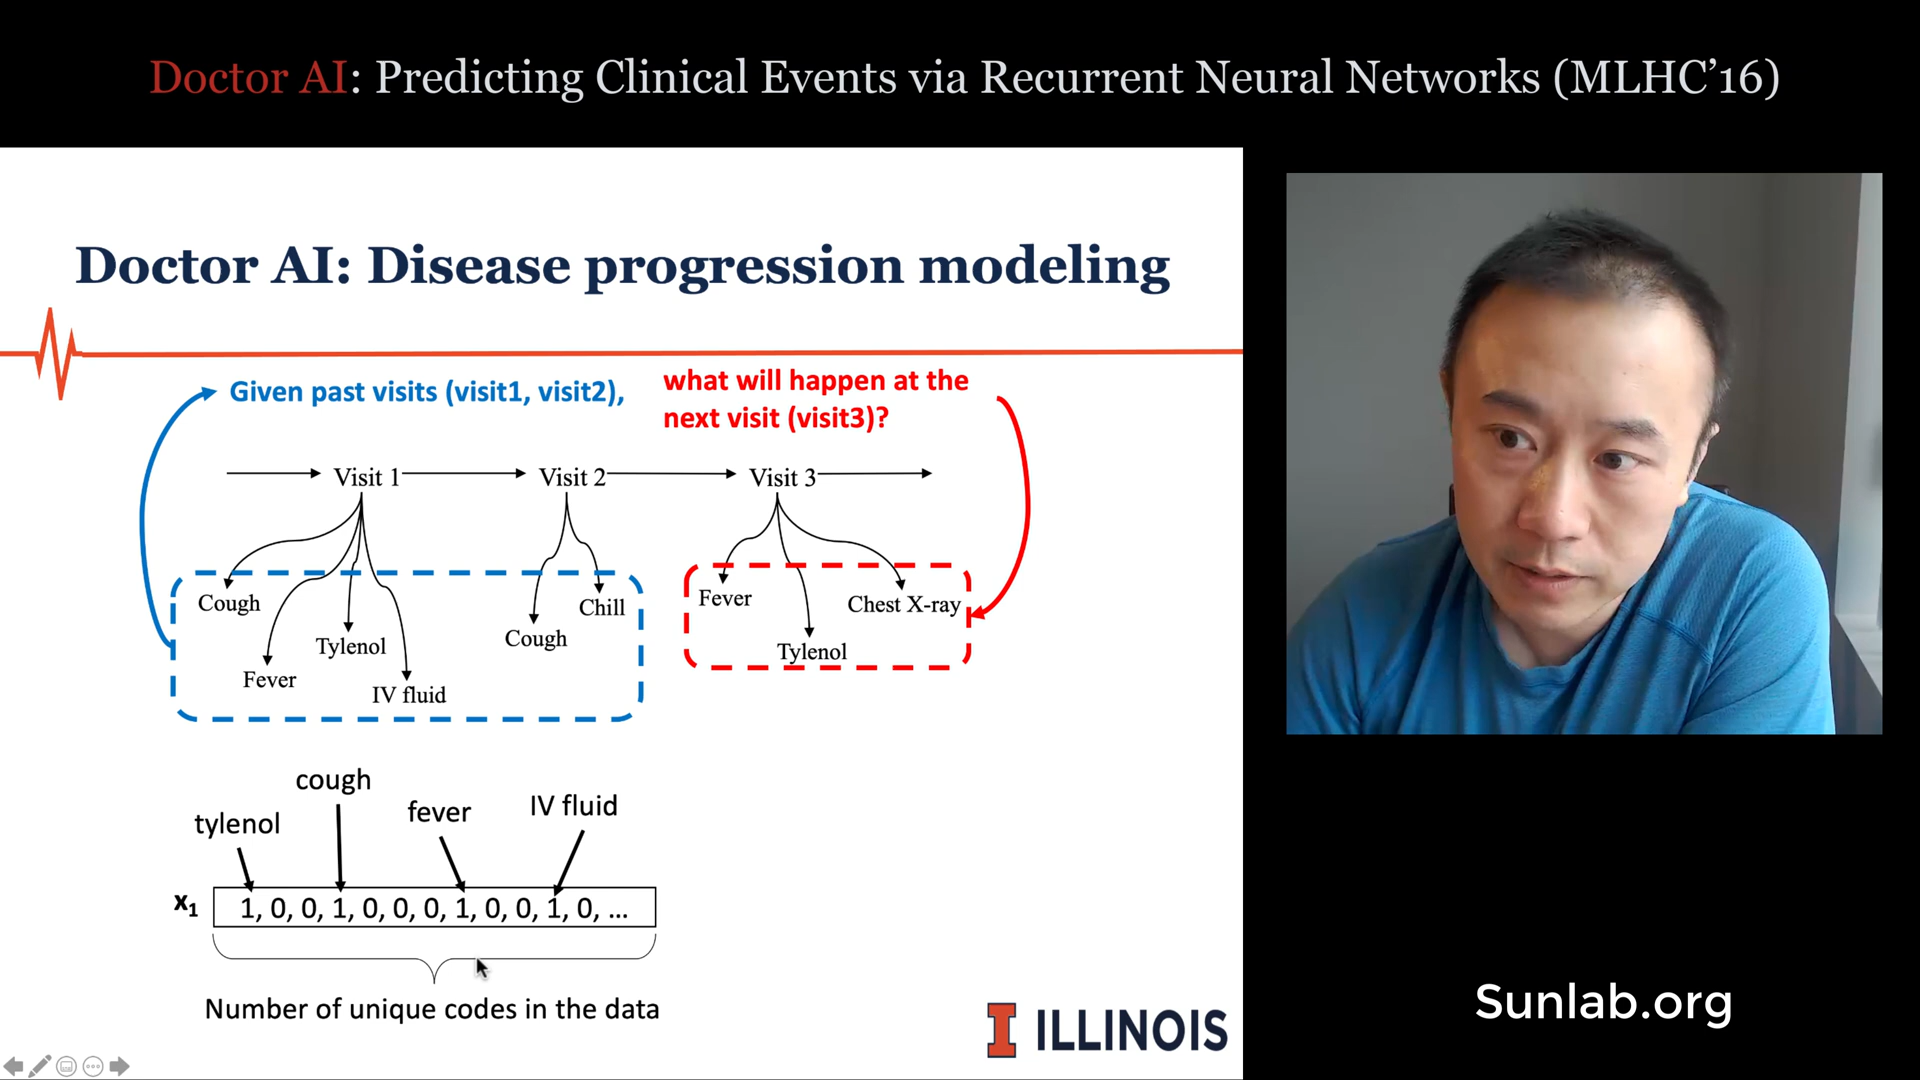 Doctor AI: Predicting Clinical Events via Recurrent Neural Networks (MLHC’16)
Doctor AI: Disease progression modeling
Given past visits (visit1, visit2),
what will happen at the
next visit (visit3)?
Visit 1
Visit 2
Visit 3
Cough
Fever
Tylenol
IV fluid
Cough
Chill
Fever
Tylenol
Chest X-ray
tylenol
cough
fever
IV fluid
x1
1, 0, 0, 1, 0, 0, 0, 1, 0, 0, 1, 0, ...
Number of unique codes in the data
I ILLINOIS
Sunlab.org